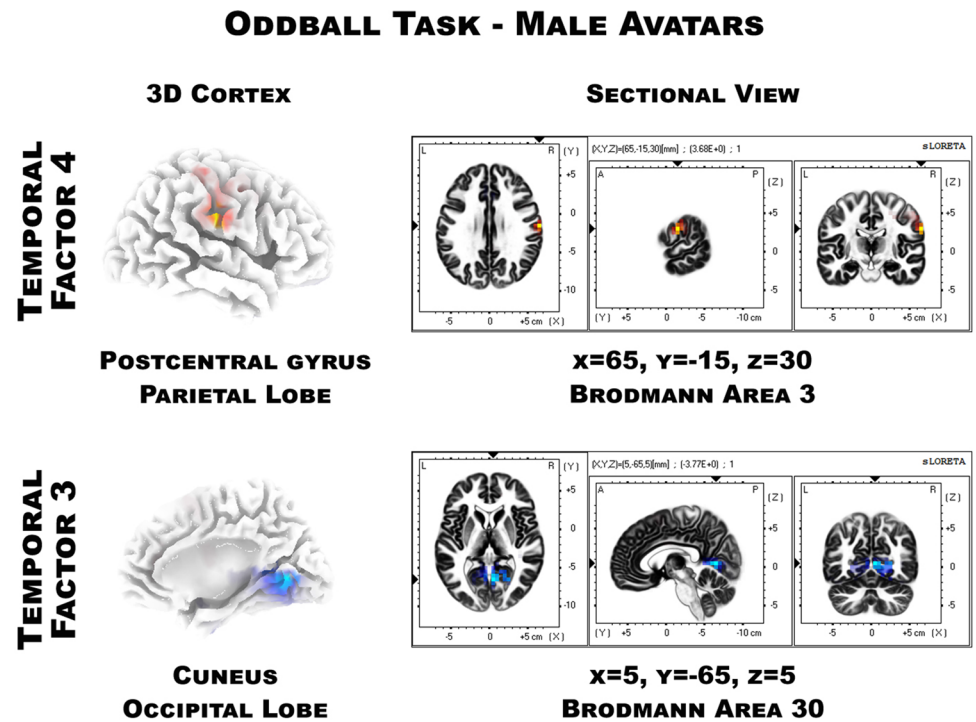 ODDBALL TASK - MALE AVATARS
3D CORTEX
SECTIONAL VIEW
TEMPORAL
FACTOR 4
L R (Y)
(X,Y,Z)=(65,-15,30)[mm] ; (3.68E+0) ; 1
sLORETA
A P (Z)
L R (Z)
+5
0
-5
-10
+5
0
-5
+5
0
-5
-5 0 +5 cm (X)
(Y) +5 0 -5 -10 cm
-5 0 +5 cm (X)
POSTCENTRAL GYRUS
PARIETAL LOBE
X=65, Y=-15, Z=30
BRODMANN AREA 3
TEMPORAL
FACTOR 3
L R (Y)
(X,Y,Z)=(5,-65,5)[mm] ; (-3.77E+0) ; 1
sLORETA
A P (Z)
L R (Z)
+5
0
-5
-10
+5
0
-5
+5
0
-5
-5 0 +5 cm (X)
(Y) +5 0 -5 -10 cm
-5 0 +5 cm (X)
CUNEUS
OCCIPITAL LOBE
X=5, Y=-65, Z=5
BRODMANN AREA 30